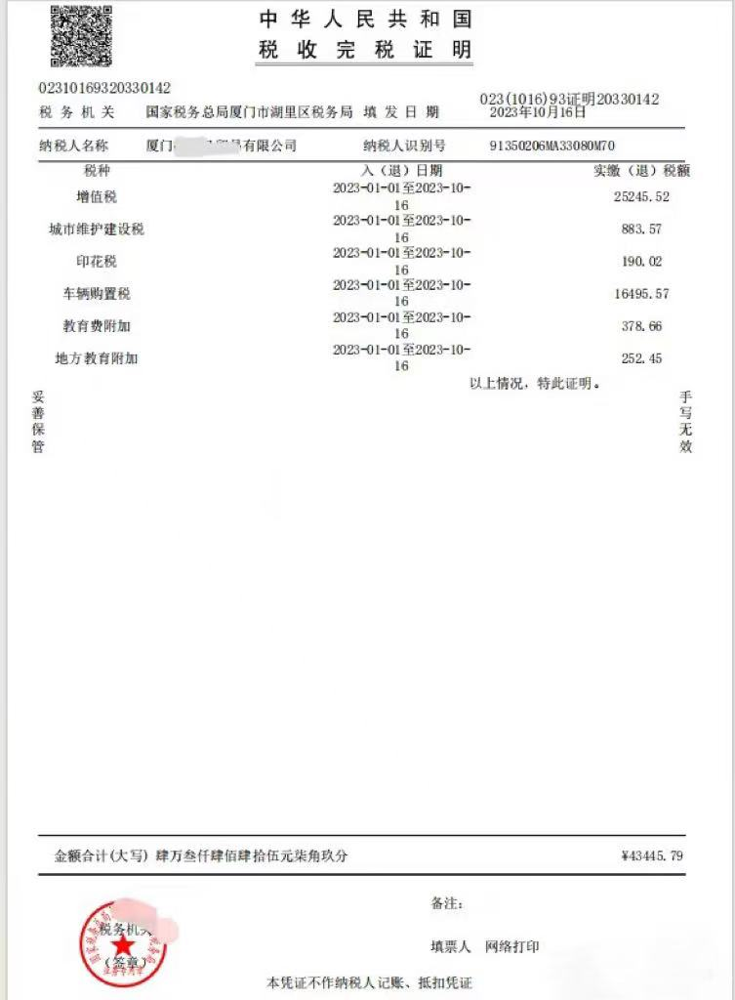 中华人民共和国
税收完税证明
02310169320330142
023(1016)93证明20330142
税务机关 国家税务总局厦门市湖里区税务局 填发日期 2023年10月16日
纳税人名称 厦门 有限公司 纳税人识别号 91350206MA33080M70
税种 入（退）日期 实缴（退）税额
增值税 2023-01-01至2023-10-16 25245.52
城市维护建设税 2023-01-01至2023-10-16 883.57
印花税 2023-01-01至2023-10-16 190.02
车辆购置税 2023-01-01至2023-10-16 16495.57
教育费附加 2023-01-01至2023-10-16 378.66
地方教育附加 2023-01-01至2023-10-16 252.45
以上情况，特此证明。
妥善保管
手写无效
金额合计(大写) 肆万叁仟肆佰肆拾伍元柒角玖分 ¥43445.79
备注：
税务机关
（签章）
填票人 网络打印
本凭证不作纳税人记账、抵扣凭证